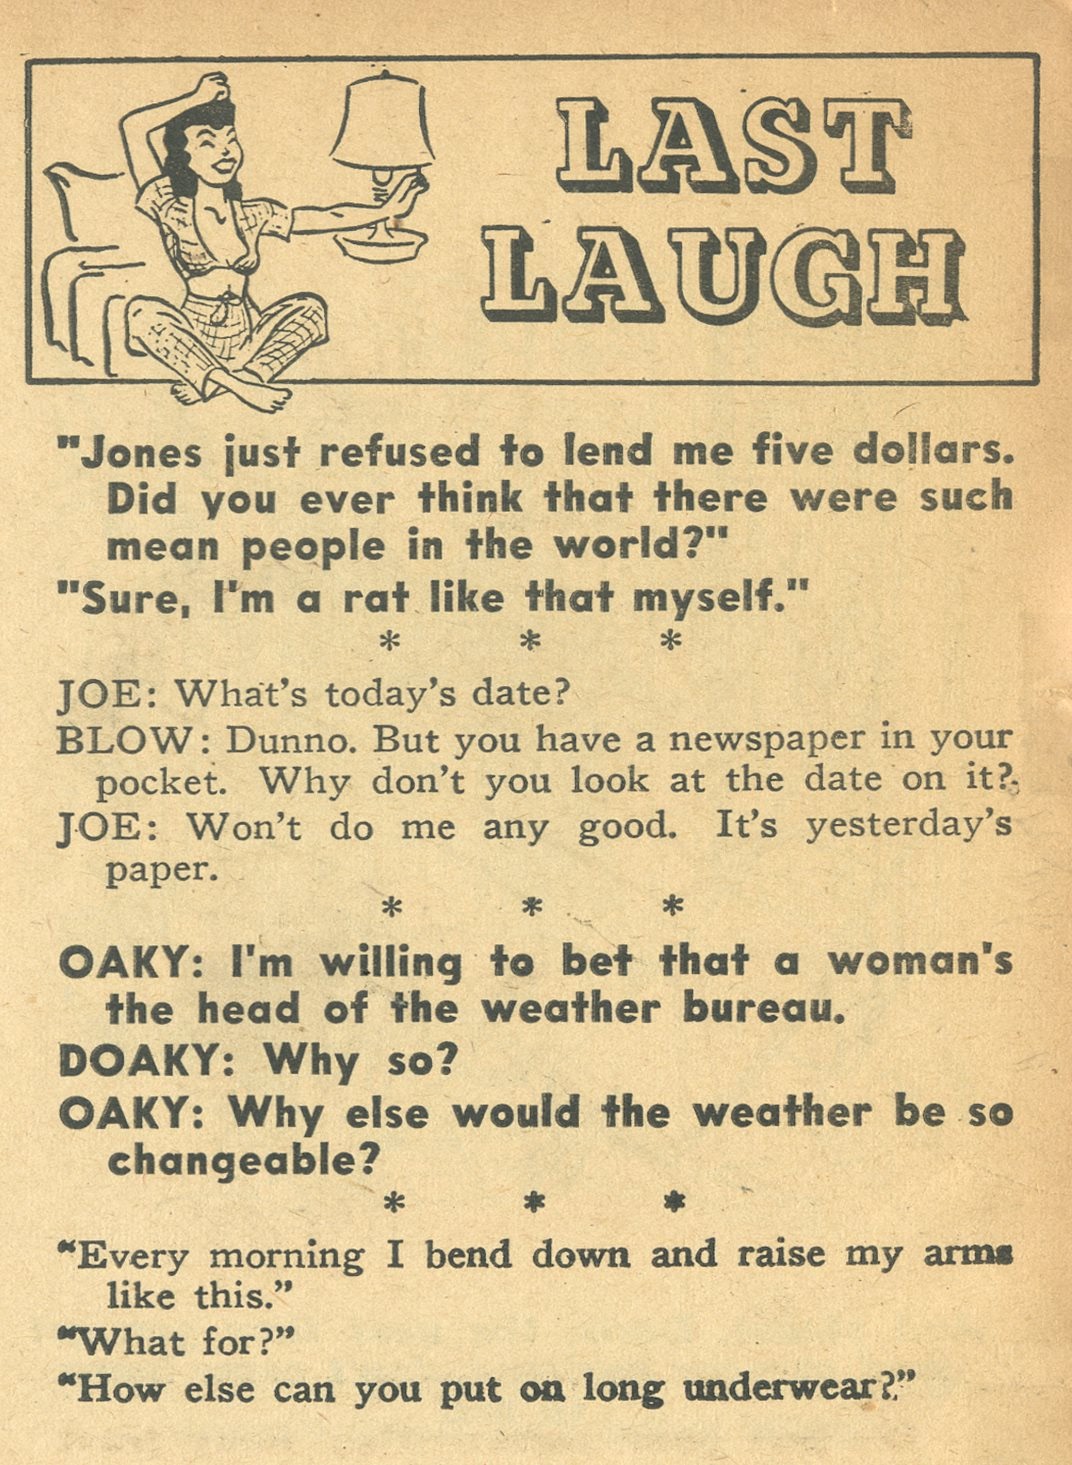 LAST
LAUGH
"Jones just refused to lend me five dollars.
Did you ever think that there were such
mean people in the world?"
"Sure, I'm a rat like that myself."
* * *
JOE: What's today's date?
BLOW: Dunno. But you have a newspaper in your
pocket. Why don't you look at the date on it?
JOE: Won't do me any good. It's yesterday's
paper.
* * *
OAKY: I'm willing to bet that a woman's
the head of the weather bureau.
DOAKY: Why so?
OAKY: Why else would the weather be so
changeable?
* * *
“Every morning I bend down and raise my arms
like this.”
“What for?”
“How else can you put on long underwear?”